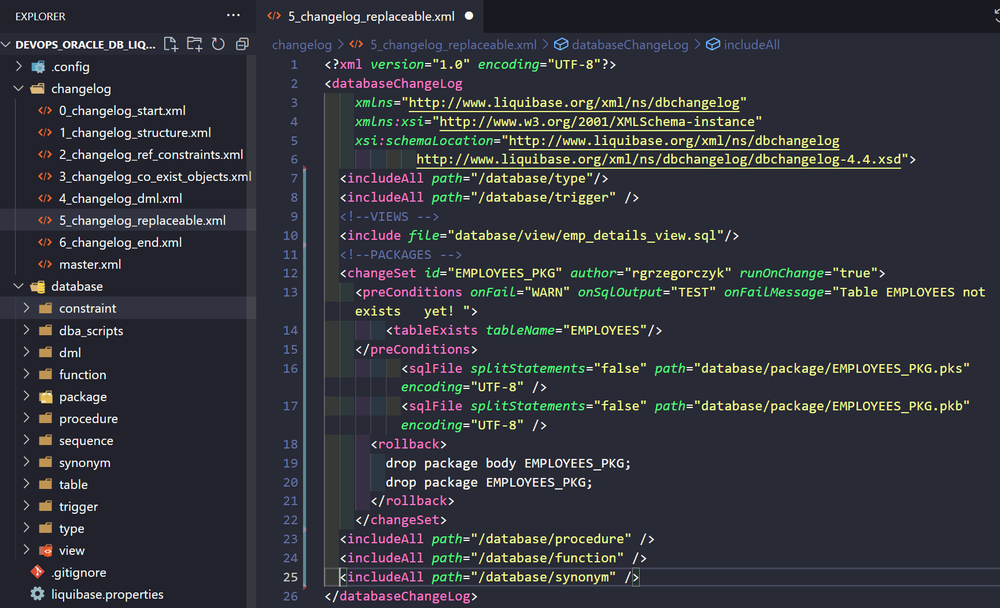 EXPLORER
DEVOPS_ORACLE_DB_LIQ...
.config
changelog
0_changelog_start.xml
1_changelog_structure.xml
2_changelog_ref_constraints.xml
3_changelog_co_exist_objects.xml
4_changelog_dml.xml
5_changelog_replaceable.xml
6_changelog_end.xml
master.xml
database
constraint
dba_scripts
dml
function
package
procedure
sequence
synonym
table
trigger
type
view
.gitignore
liquibase.properties
5_changelog_replaceable.xml
changelog > 5_changelog_replaceable.xml > databaseChangeLog > includeAll
1 <?xml version="1.0" encoding="UTF-8"?>
2 <databaseChangeLog
3 xmlns="http://www.liquibase.org/xml/ns/dbchangelog"
4 xmlns:xsi="http://www.w3.org/2001/XMLSchema-instance"
5 xsi:schemaLocation="http://www.liquibase.org/xml/ns/dbchangelog
6 http://www.liquibase.org/xml/ns/dbchangelog/dbchangelog-4.4.xsd">
7 <includeAll path="/database/type"/>
8 <includeAll path="/database/trigger" />
9 <!--VIEWS -->
10 <include file="database/view/emp_details_view.sql"/>
11 <!--PACKAGES -->
12 <changeSet id="EMPLOYEES_PKG" author="rgrzegorczyk" runOnChange="true">
13 <preConditions onFail="WARN" onSqlOutput="TEST" onFailMessage="Table EMPLOYEES not
exists   yet! ">
14 <tableExists tableName="EMPLOYEES"/>
15 </preConditions>
16 <sqlFile splitStatements="false" path="database/package/EMPLOYEES_PKG.pks"
encoding="UTF-8" />
17 <sqlFile splitStatements="false" path="database/package/EMPLOYEES_PKG.pkb"
encoding="UTF-8" />
18 <rollback>
19 drop package body EMPLOYEES_PKG;
20 drop package EMPLOYEES_PKG;
21 </rollback>
22 </changeSet>
23 <includeAll path="/database/procedure" />
24 <includeAll path="/database/function" />
25 <includeAll path="/database/synonym" />
26 </databaseChangeLog>